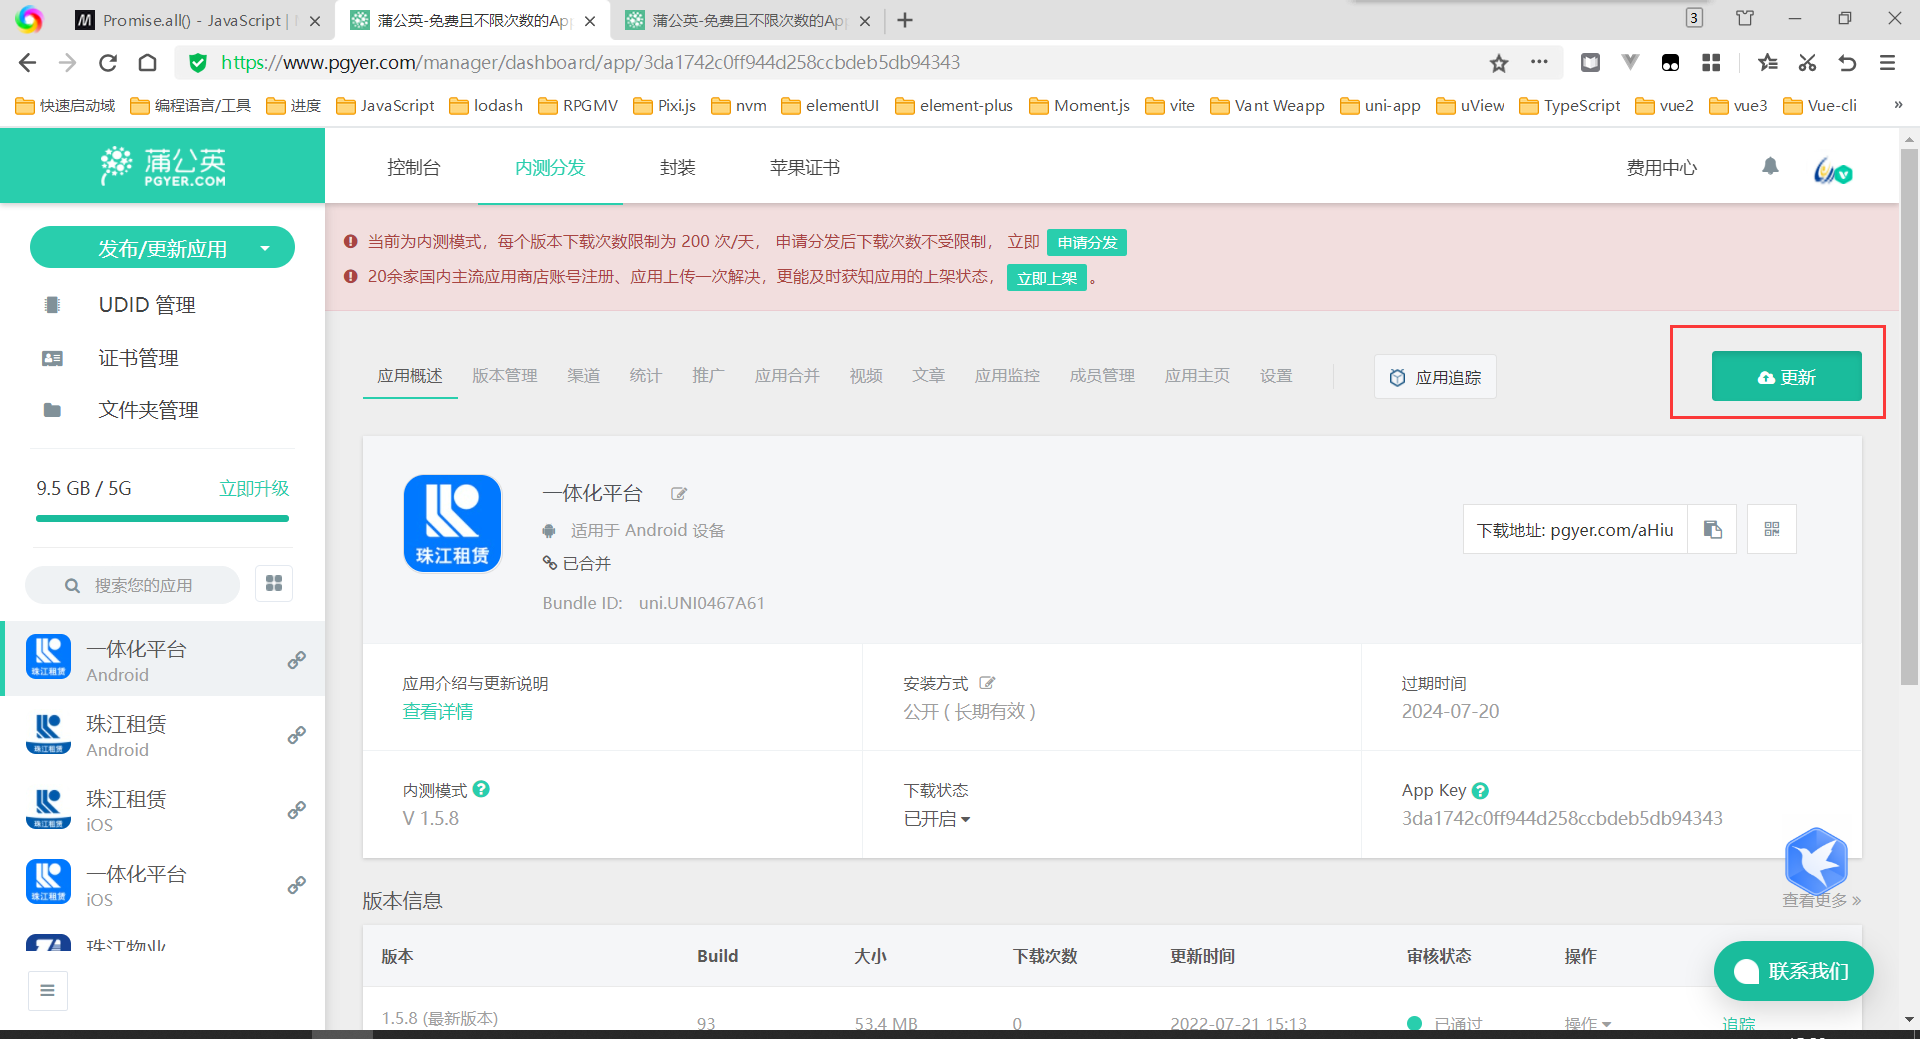 Promise.all() - JavaScript |
蒲公英-免费且不限次数的App
蒲公英-免费且不限次数的App
3
https://www.pgyer.com/manager/dashboard/app/3da1742c0ff944d258ccbdeb5db94343
快速启动域
编程语言/工具
进度
JavaScript
lodash
RPGMV
Pixi.js
nvm
elementUI
element-plus
Moment.js
vite
Vant Weapp
uni-app
uView
TypeScript
vue2
vue3
Vue-cli
»
蒲公英
PGYER.COM
控制台
内测分发
封装
苹果证书
费用中心
发布/更新应用
UDID 管理
证书管理
文件夹管理
9.5 GB / 5G
立即升级
搜索您的应用
一体化平台
Android
珠江租赁
Android
珠江租赁
iOS
一体化平台
iOS
珠江物业
当前为内测模式，每个版本下载次数限制为 200 次/天， 申请分发后下载次数不受限制， 立即 申请分发
20余家国内主流应用商店账号注册、应用上传一次解决，更能及时获知应用的上架状态， 立即上架 。
应用概述
版本管理
渠道
统计
推广
应用合并
视频
文章
应用监控
成员管理
应用主页
设置
应用追踪
更新
珠江租赁
一体化平台
适用于 Android 设备
已合并
Bundle ID: uni.UNI0467A61
下载地址: pgyer.com/aHiu
应用介绍与更新说明
查看详情
安装方式
公开 ( 长期有效 )
过期时间
2024-07-20
内测模式
V 1.5.8
下载状态
已开启
App Key
3da1742c0ff944d258ccbdeb5db94343
版本信息
查看更多 »
版本
Build
大小
下载次数
更新时间
审核状态
操作
1.5.8 (最新版本)
93
53.4 MB
0
2022-07-21 15:13
已通过
操作
追踪
联系我们